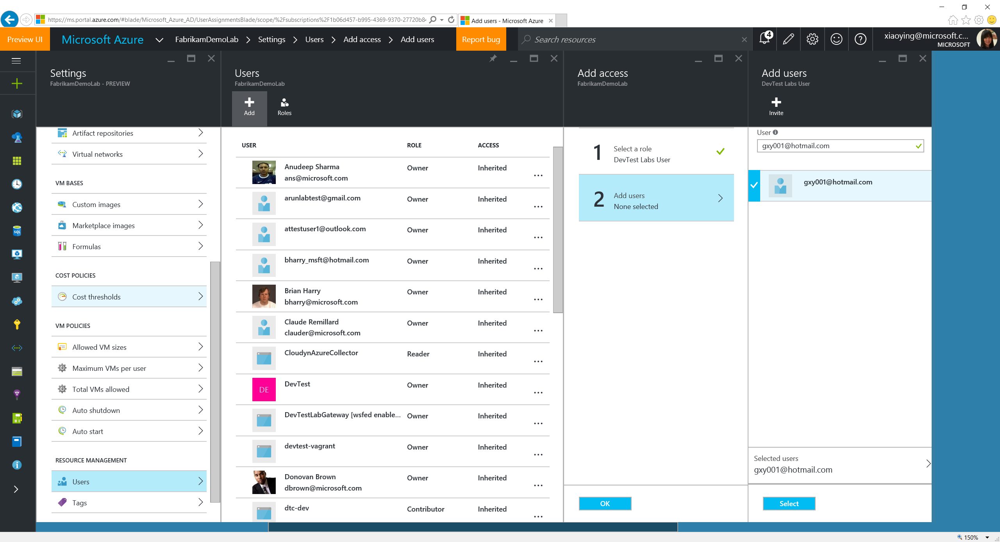 https://ms.portal.azure.com/#blade/Microsoft_Azure_AD/UserAssignmentsBlade/scope/%2Fsubscriptions%2F1b06d457-b995-4369-9370-27720b8
Add users - Microsoft Azure
Preview UI
Microsoft Azure
FabrikamDemoLab
Settings
Users
Add access
Add users
Report bug
Search resources
4
xiaoying@microsoft.c...
MICROSOFT
Settings
FabrikamDemoLab - PREVIEW
Artifact repositories
Virtual networks
VM BASES
Custom images
Marketplace images
Formulas
COST POLICIES
Cost thresholds
VM POLICIES
Allowed VM sizes
Maximum VMs per user
Total VMs allowed
Auto shutdown
Auto start
RESOURCE MANAGEMENT
Users
Tags
SQL
Users
FabrikamDemoLab
Add
Roles
USER ROLE ACCESS
Anudeep Sharma
ans@microsoft.com
Owner Inherited
arunlabtest@gmail.com Owner Inherited
attestuser1@outlook.com Owner Inherited
bharry_msft@hotmail.com Owner Inherited
Brian Harry
bharry@microsoft.com
Owner Inherited
Claude Remillard
clauder@microsoft.com
Owner Inherited
CloudynAzureCollector Reader Inherited
DE
DevTest Owner Inherited
DevTestLabGateway [wsfed enable... Owner Inherited
devtest-vagrant Owner Inherited
Donovan Brown
dbrown@microsoft.com
Owner Inherited
dtc-dev Contributor Inherited
Add access
FabrikamDemoLab
1
Select a role
DevTest Labs User
2
Add users
None selected
OK
Add users
DevTest Labs User
Invite
User
gxy001@hotmail.com
gxy001@hotmail.com
Selected users
gxy001@hotmail.com
Select
150%